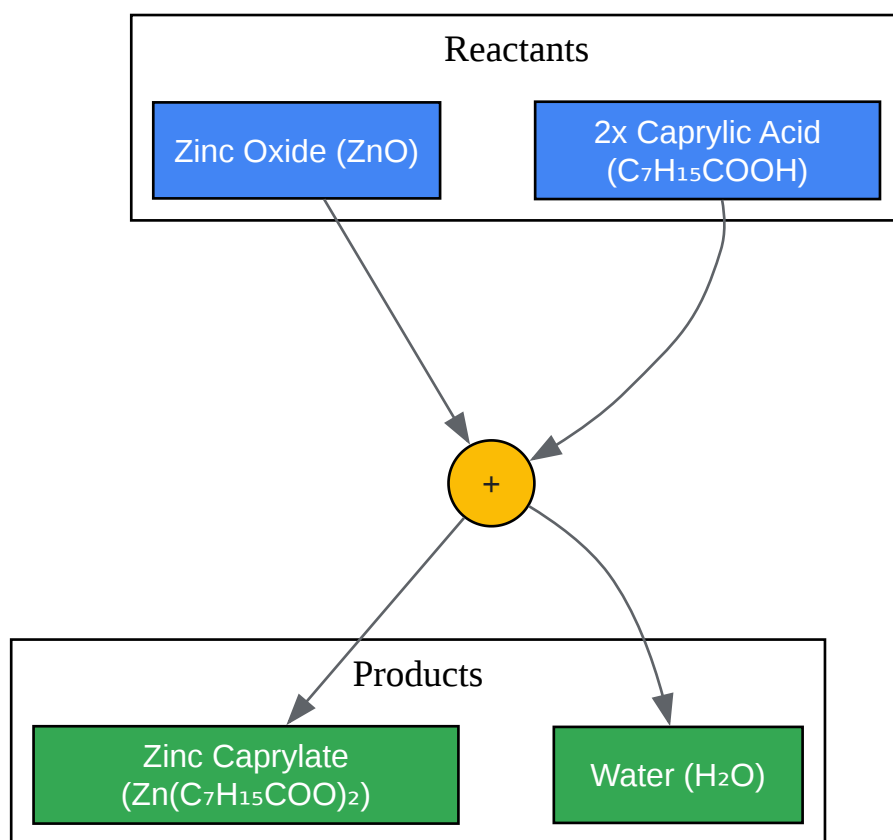 Reactants
Zinc Oxide (ZnO)
2x Caprylic Acid
(C₇H₁₅COOH)
+
Products
Zinc Caprylate
(Zn(C₇H₁₅COO)₂)
Water (H₂O)